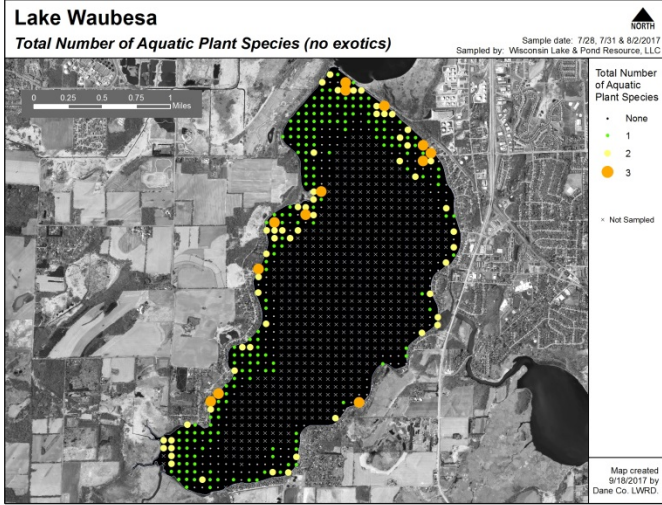 Lake Waubesa
Total Number of Aquatic Plant Species (no exotics)
NORTH
Sample date: 7/28, 7/31 & 8/2/2017
Sampled by: Wisconsin Lake & Pond Resource, LLC
0 0.25 0.5 0.75 1
Miles
Total Number
of Aquatic
Plant Species
None
1
2
3
× Not Sampled
Map created
9/18/2017 by
Dane Co. LWRD.